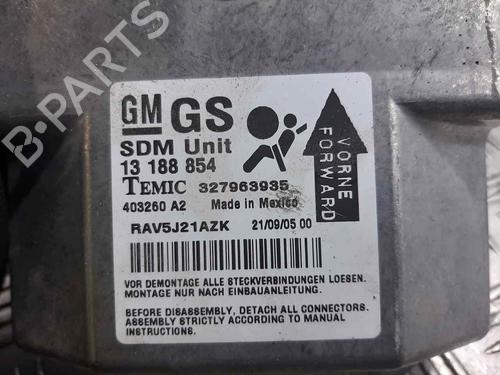 B-PARTS
GM GS
SDM Unit
13 188 854
TEMIC 327963935
403260 A2 Made in Mexico
RAV5J21AZK 21/09/05 00
VORNE
FORWARD
VOR DEMONTAGE ALLE STECKVERBINDUNGEN LOESEN.
MONTAGE NUR NACH EINBAUANLEITUNG.
BEFORE DISASSEMBLY, DETACH ALL CONNECTORS.
ASSEMBLY STRICTLY ACCORDING TO MANUAL
INSTRUCTIONS.